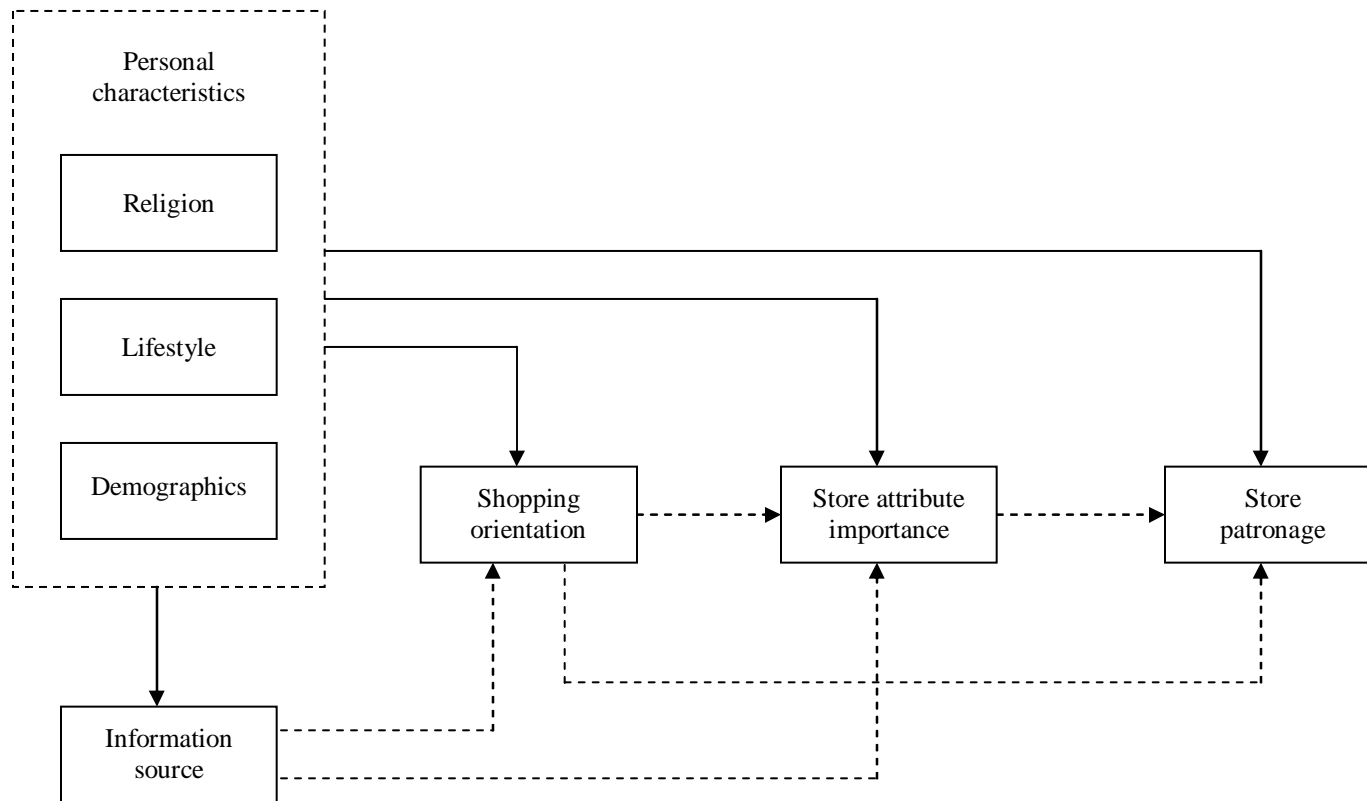 Personal
characteristics
Religion
Lifestyle
Demographics
Shopping
orientation
Store attribute
importance
Store
patronage
Information
source